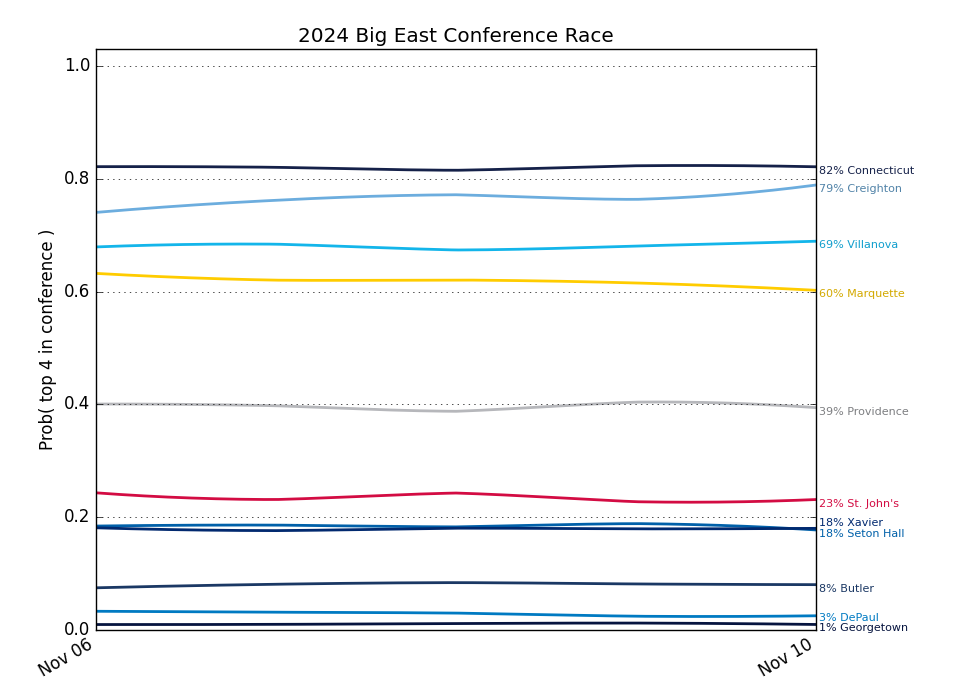 2024 Big East Conference Race
Prob( top 4 in conference )
1.0
0.8
0.6
0.4
0.2
0.0
Nov 06
Nov 10
82% Connecticut
79% Creighton
69% Villanova
60% Marquette
39% Providence
23% St. John's
18% Xavier
18% Seton Hall
8% Butler
3% DePaul
1% Georgetown